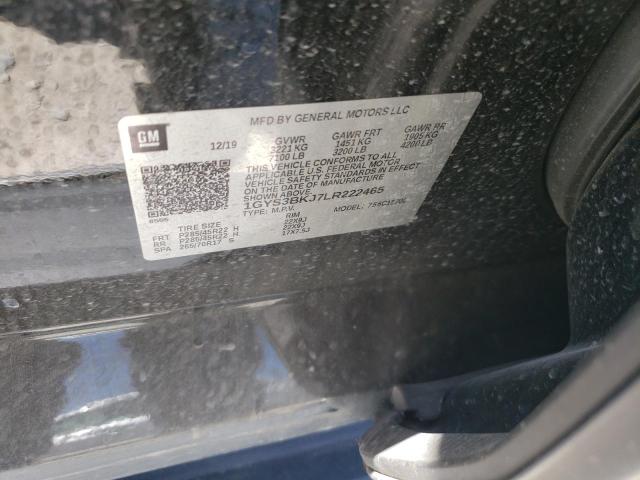 MFD BY GENERAL MOTORS LLC
GM
12/19
GVWR GAWR FRT GAWR RR
3221 KG 1451 KG 1905 KG
7100 LB 3200 LB 4200 LB
THIS VEHICLE CONFORMS TO ALL
APPLICABLE U.S. FEDERAL MOTOR
VEHICLE SAFETY STANDARDS IN EFFECT
ON THE DATE OF MANUFACTURE
SHOWN ABOVE.
1GYS3BKJ7LR222465
TYPE: M.P.V. MODEL:
TIRE SIZE RIM
FRT P285/45R22 H 22X9J
RR P285/45R22 H 22X9J
SPA 265/70R17 S 17X7.5J